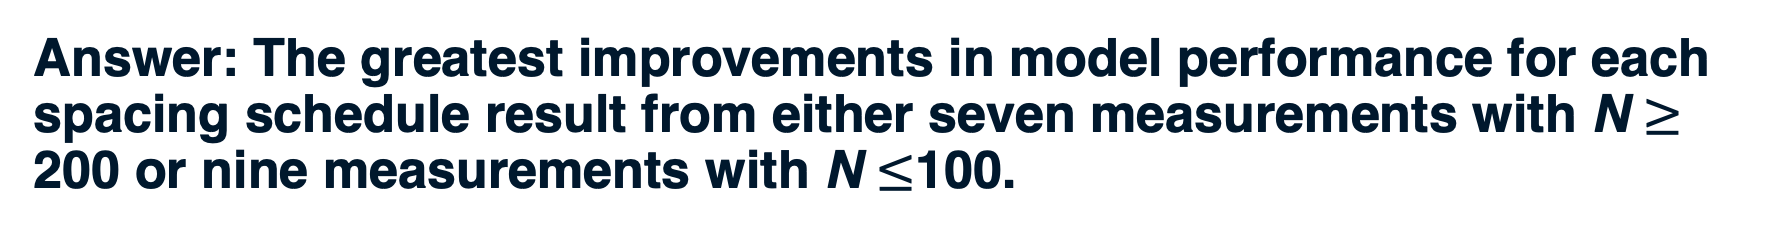 Answer: The greatest improvements in model performance for each
spacing schedule result from either seven measurements with N ≥
200 or nine measurements with N ≤100.